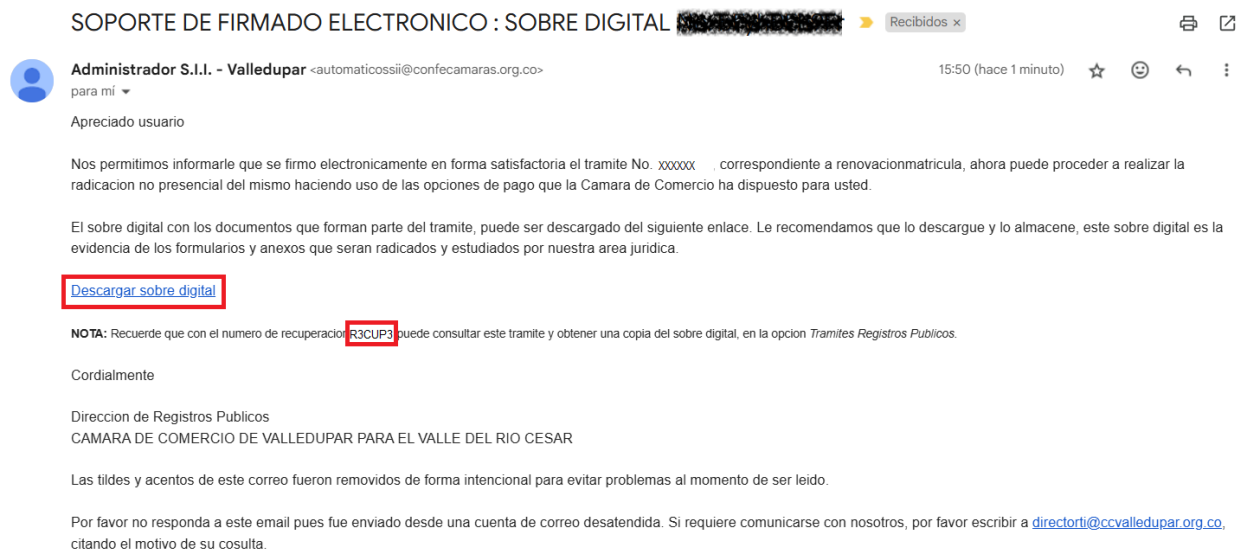 SOPORTE DE FIRMADO ELECTRONICO : SOBRE DIGITAL
Recibidos ×
Administrador S.I.I. - Valledupar <automaticossii@confecamaras.org.co>
15:50 (hace 1 minuto)
para mí
Apreciado usuario
Nos permitimos informarle que se firmo electronicamente en forma satisfactoria el tramite No. xxxxxx , correspondiente a renovacionmatricula, ahora puede proceder a realizar la
radicacion no presencial del mismo haciendo uso de las opciones de pago que la Camara de Comercio ha dispuesto para usted.
El sobre digital con los documentos que forman parte del tramite, puede ser descargado del siguiente enlace. Le recomendamos que lo descargue y lo almacene, este sobre digital es la
evidencia de los formularios y anexos que seran radicados y estudiados por nuestra area juridica.
Descargar sobre digital
NOTA: Recuerde que con el numero de recuperacion R3CUP3 puede consultar este tramite y obtener una copia del sobre digital, en la opcion Tramites Registros Publicos.
Cordialmente
Direccion de Registros Publicos
CAMARA DE COMERCIO DE VALLEDUPAR PARA EL VALLE DEL RIO CESAR
Las tildes y acentos de este correo fueron removidos de forma intencional para evitar problemas al momento de ser leido.
Por favor no responda a este email pues fue enviado desde una cuenta de correo desatendida. Si requiere comunicarse con nosotros, por favor escribir a directorti@ccvalledupar.org.co,
citando el motivo de su cosulta.